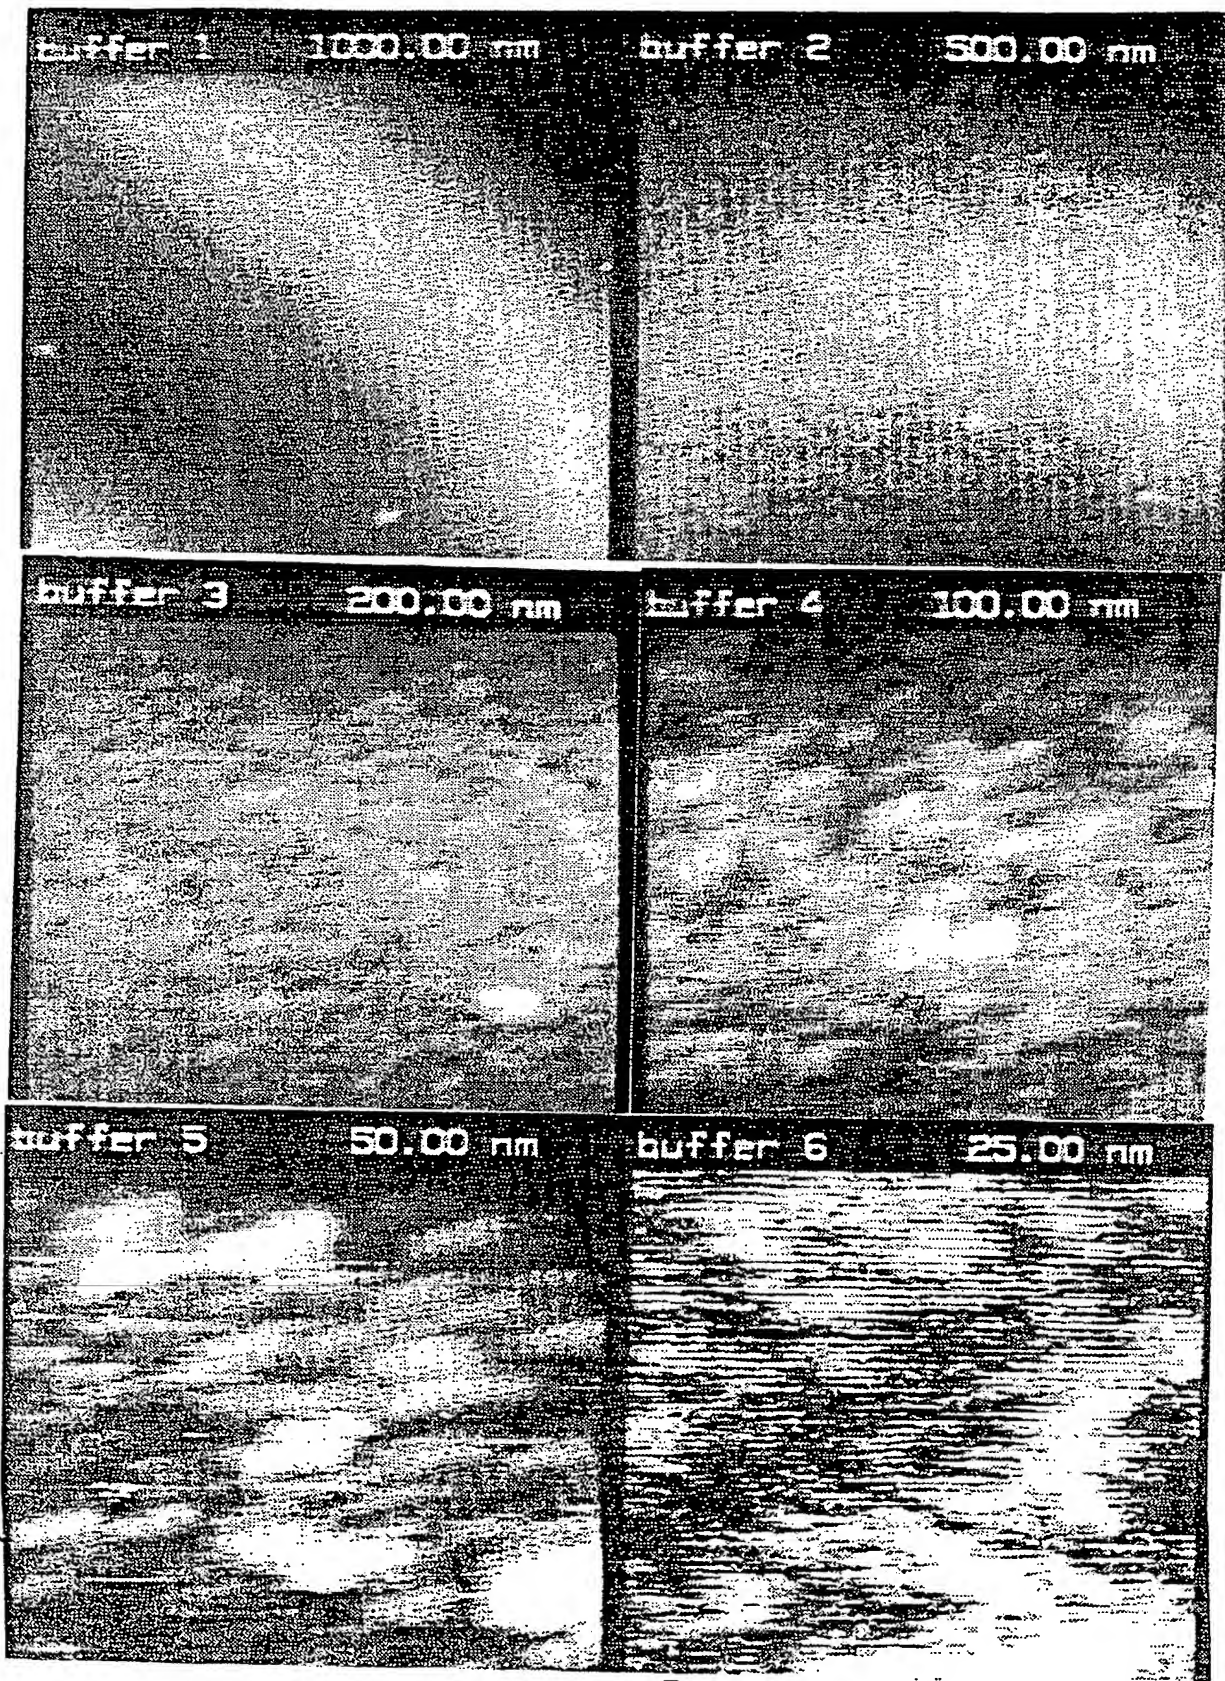 buffer 1 1000.00 nm
buffer 2 500.00 nm
buffer 3 200.00 nm
buffer 4 100.00 nm
buffer 5 50.00 nm
buffer 6 25.00 nm